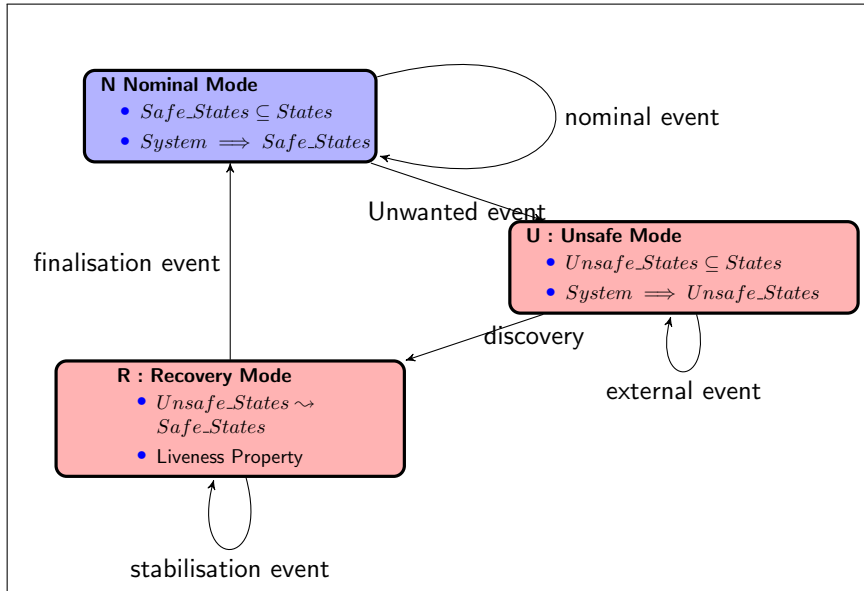 N Nominal Mode
• Safe_States ⊆ States
• System ⟹ Safe_States
nominal event
Unwanted event
U : Unsafe Mode
• Unsafe_States ⊆ States
• System ⟹ Unsafe_States
finalisation event
discovery
external event
R : Recovery Mode
• Unsafe_States ⤳
Safe_States
• Liveness Property
stabilisation event